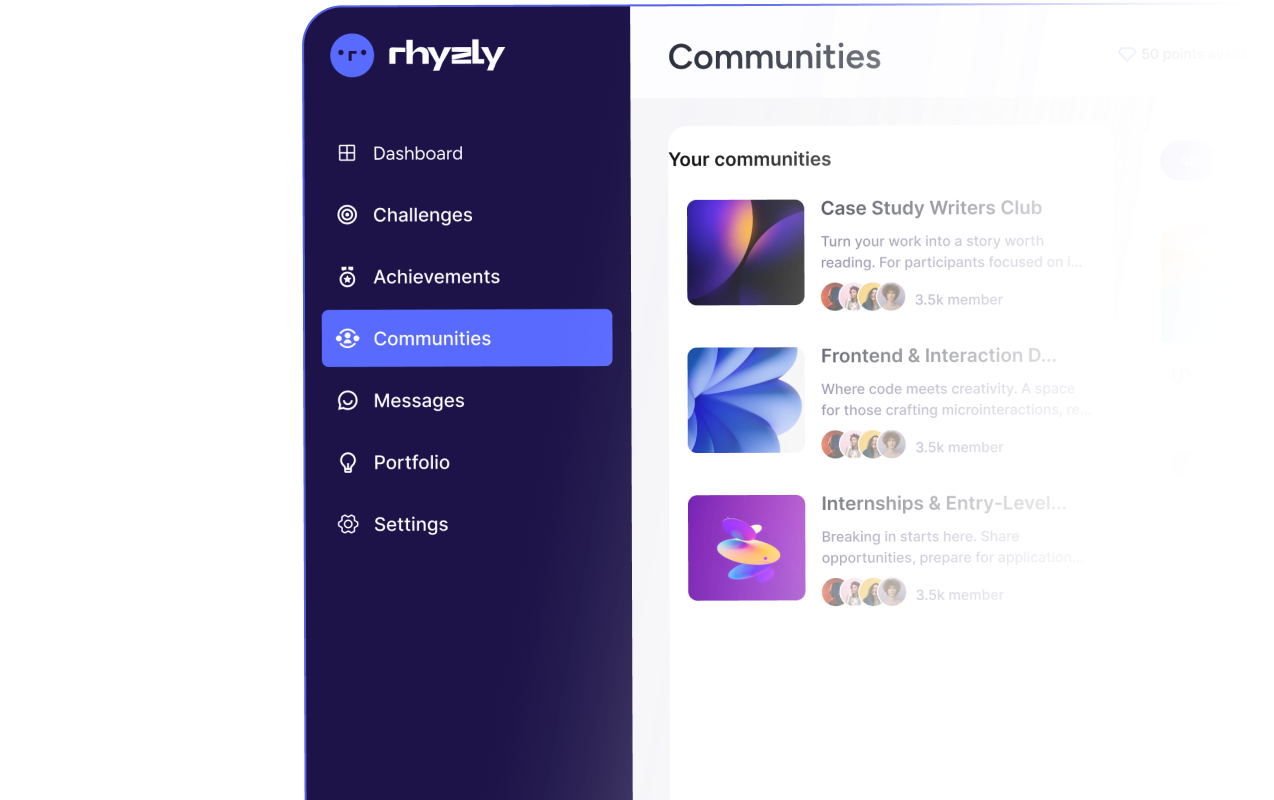 rhyzly
Dashboard
Challenges
Achievements
Communities
Messages
Portfolio
Settings
Communities
50 points
Your communities
Case Study Writers Club
Turn your work into a story worth
reading. For participants focused on i...
3.5k member
Frontend & Interaction D...
Where code meets creativity. A space
for those crafting microinteractions, re...
3.5k member
Internships & Entry-Level...
Breaking in starts here. Share
opportunities, prepare for application...
3.5k member